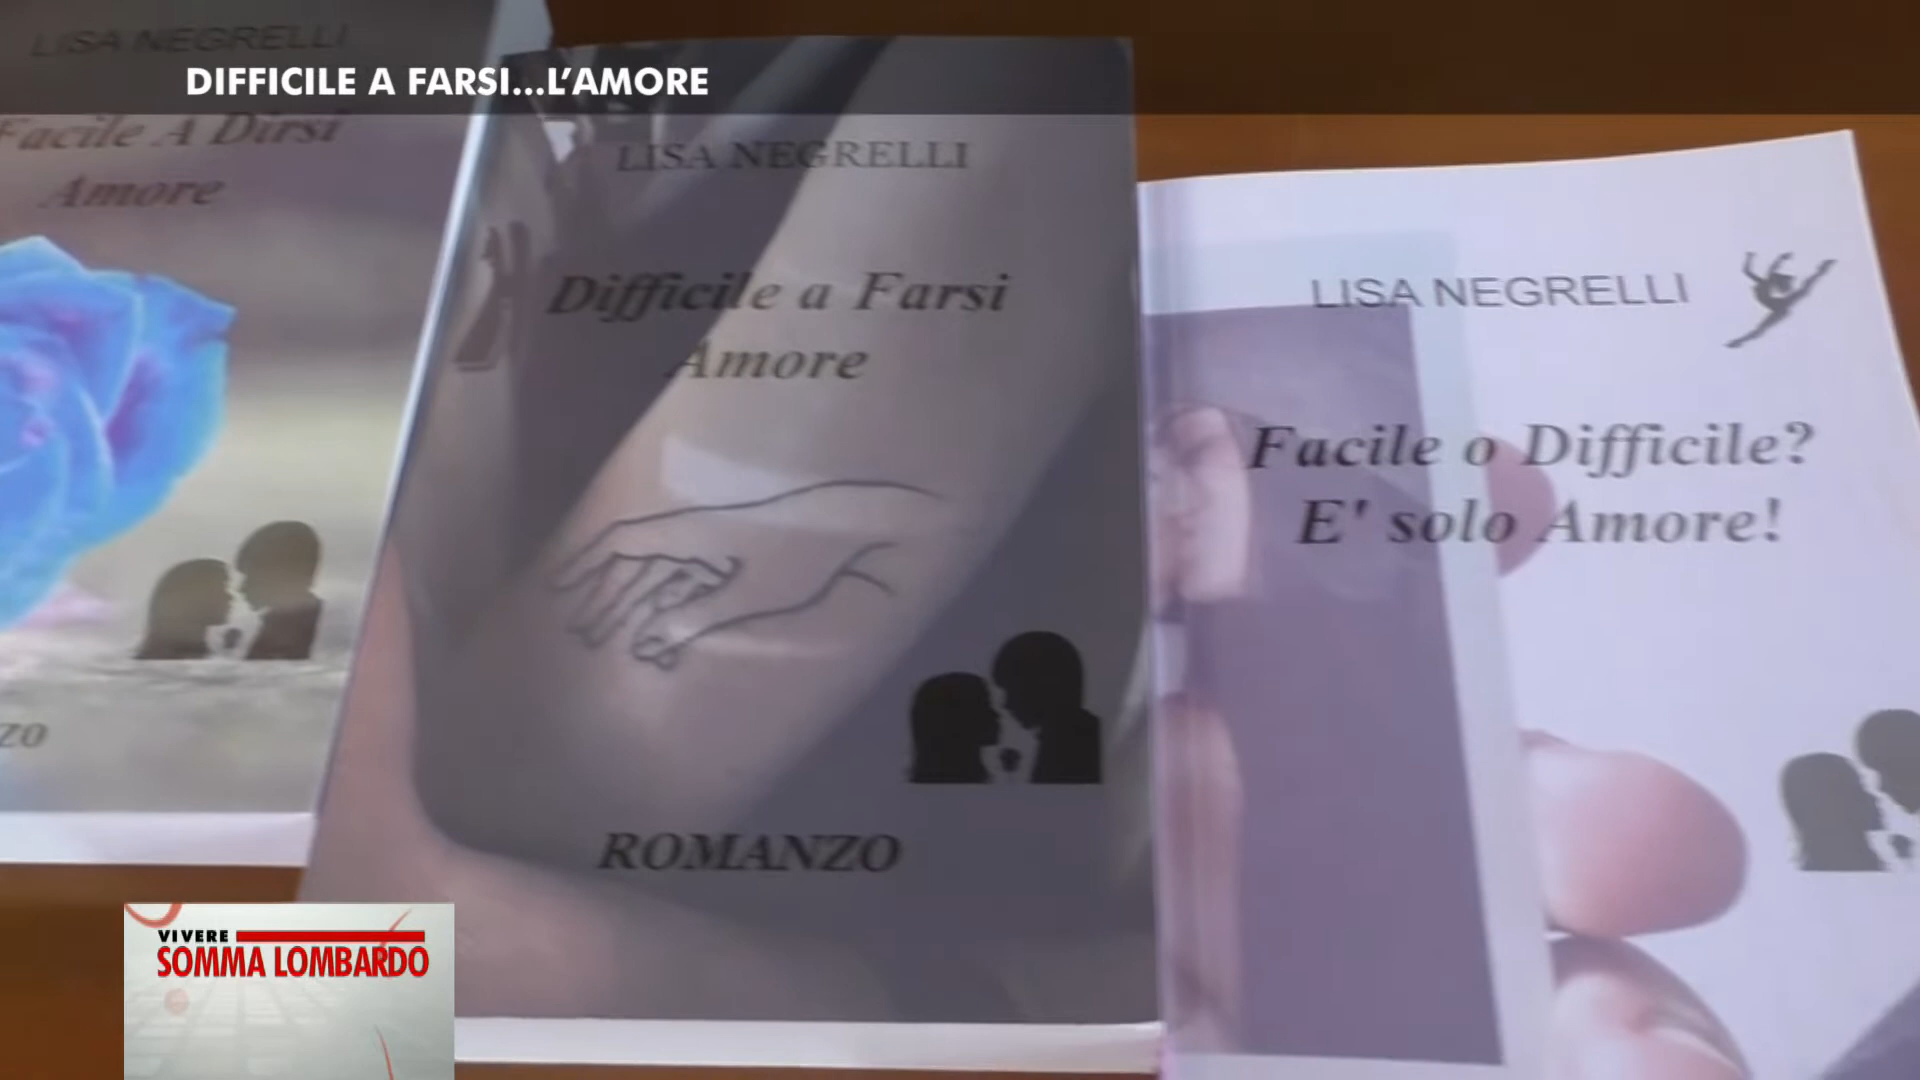 DIFFICILE A FARSI...L'AMORE
LISA NEGRELLI
Facile A Dirsi
Amore
LISA NEGRELLI
Difficile a Farsi
Amore
ROMANZO
LISA NEGRELLI
Facile o Difficile?
E' solo Amore!
VIVERE
SOMMA LOMBARDO